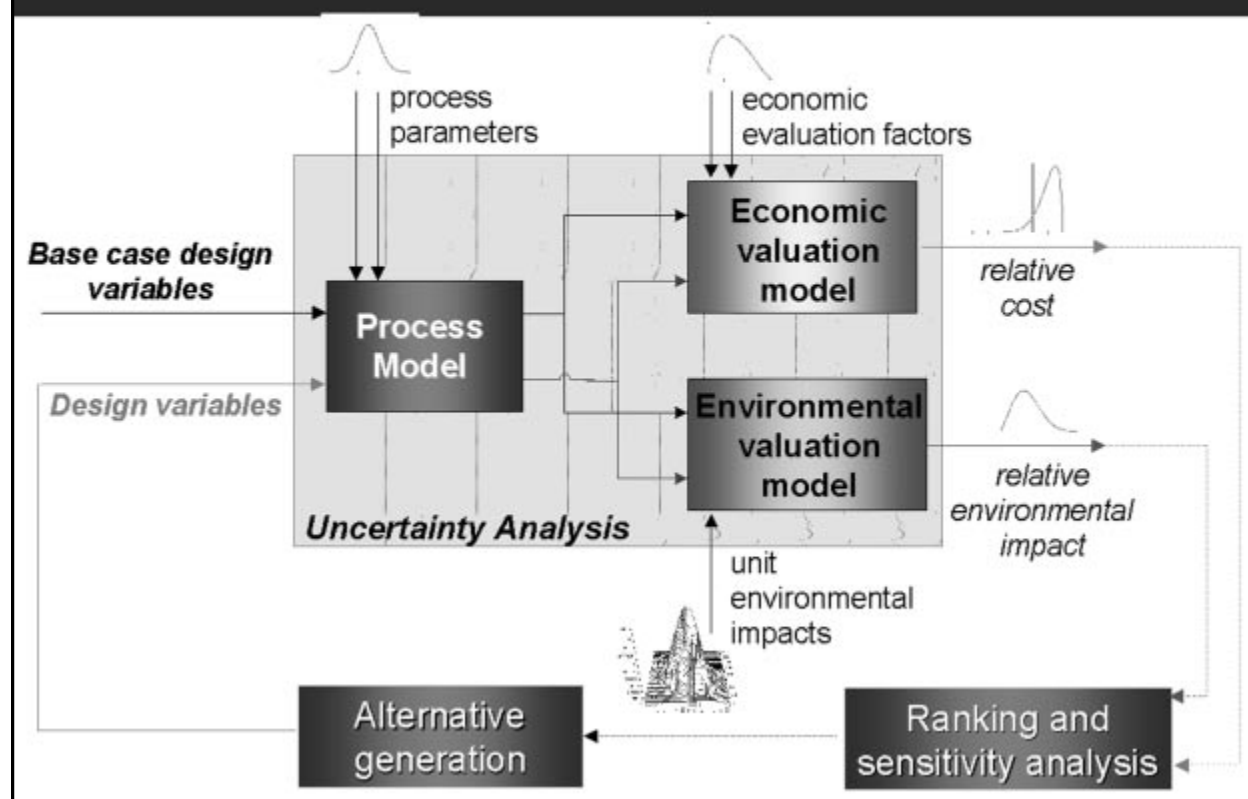 process
parameters
economic
evaluation factors
Base case design
variables
Economic
valuation
model
relative
cost
Process
Model
Design variables
Environmental
valuation
model
relative
environmental
impact
Uncertainty Analysis
unit
environmental
impacts
Alternative
generation
Ranking and
sensitivity analysis